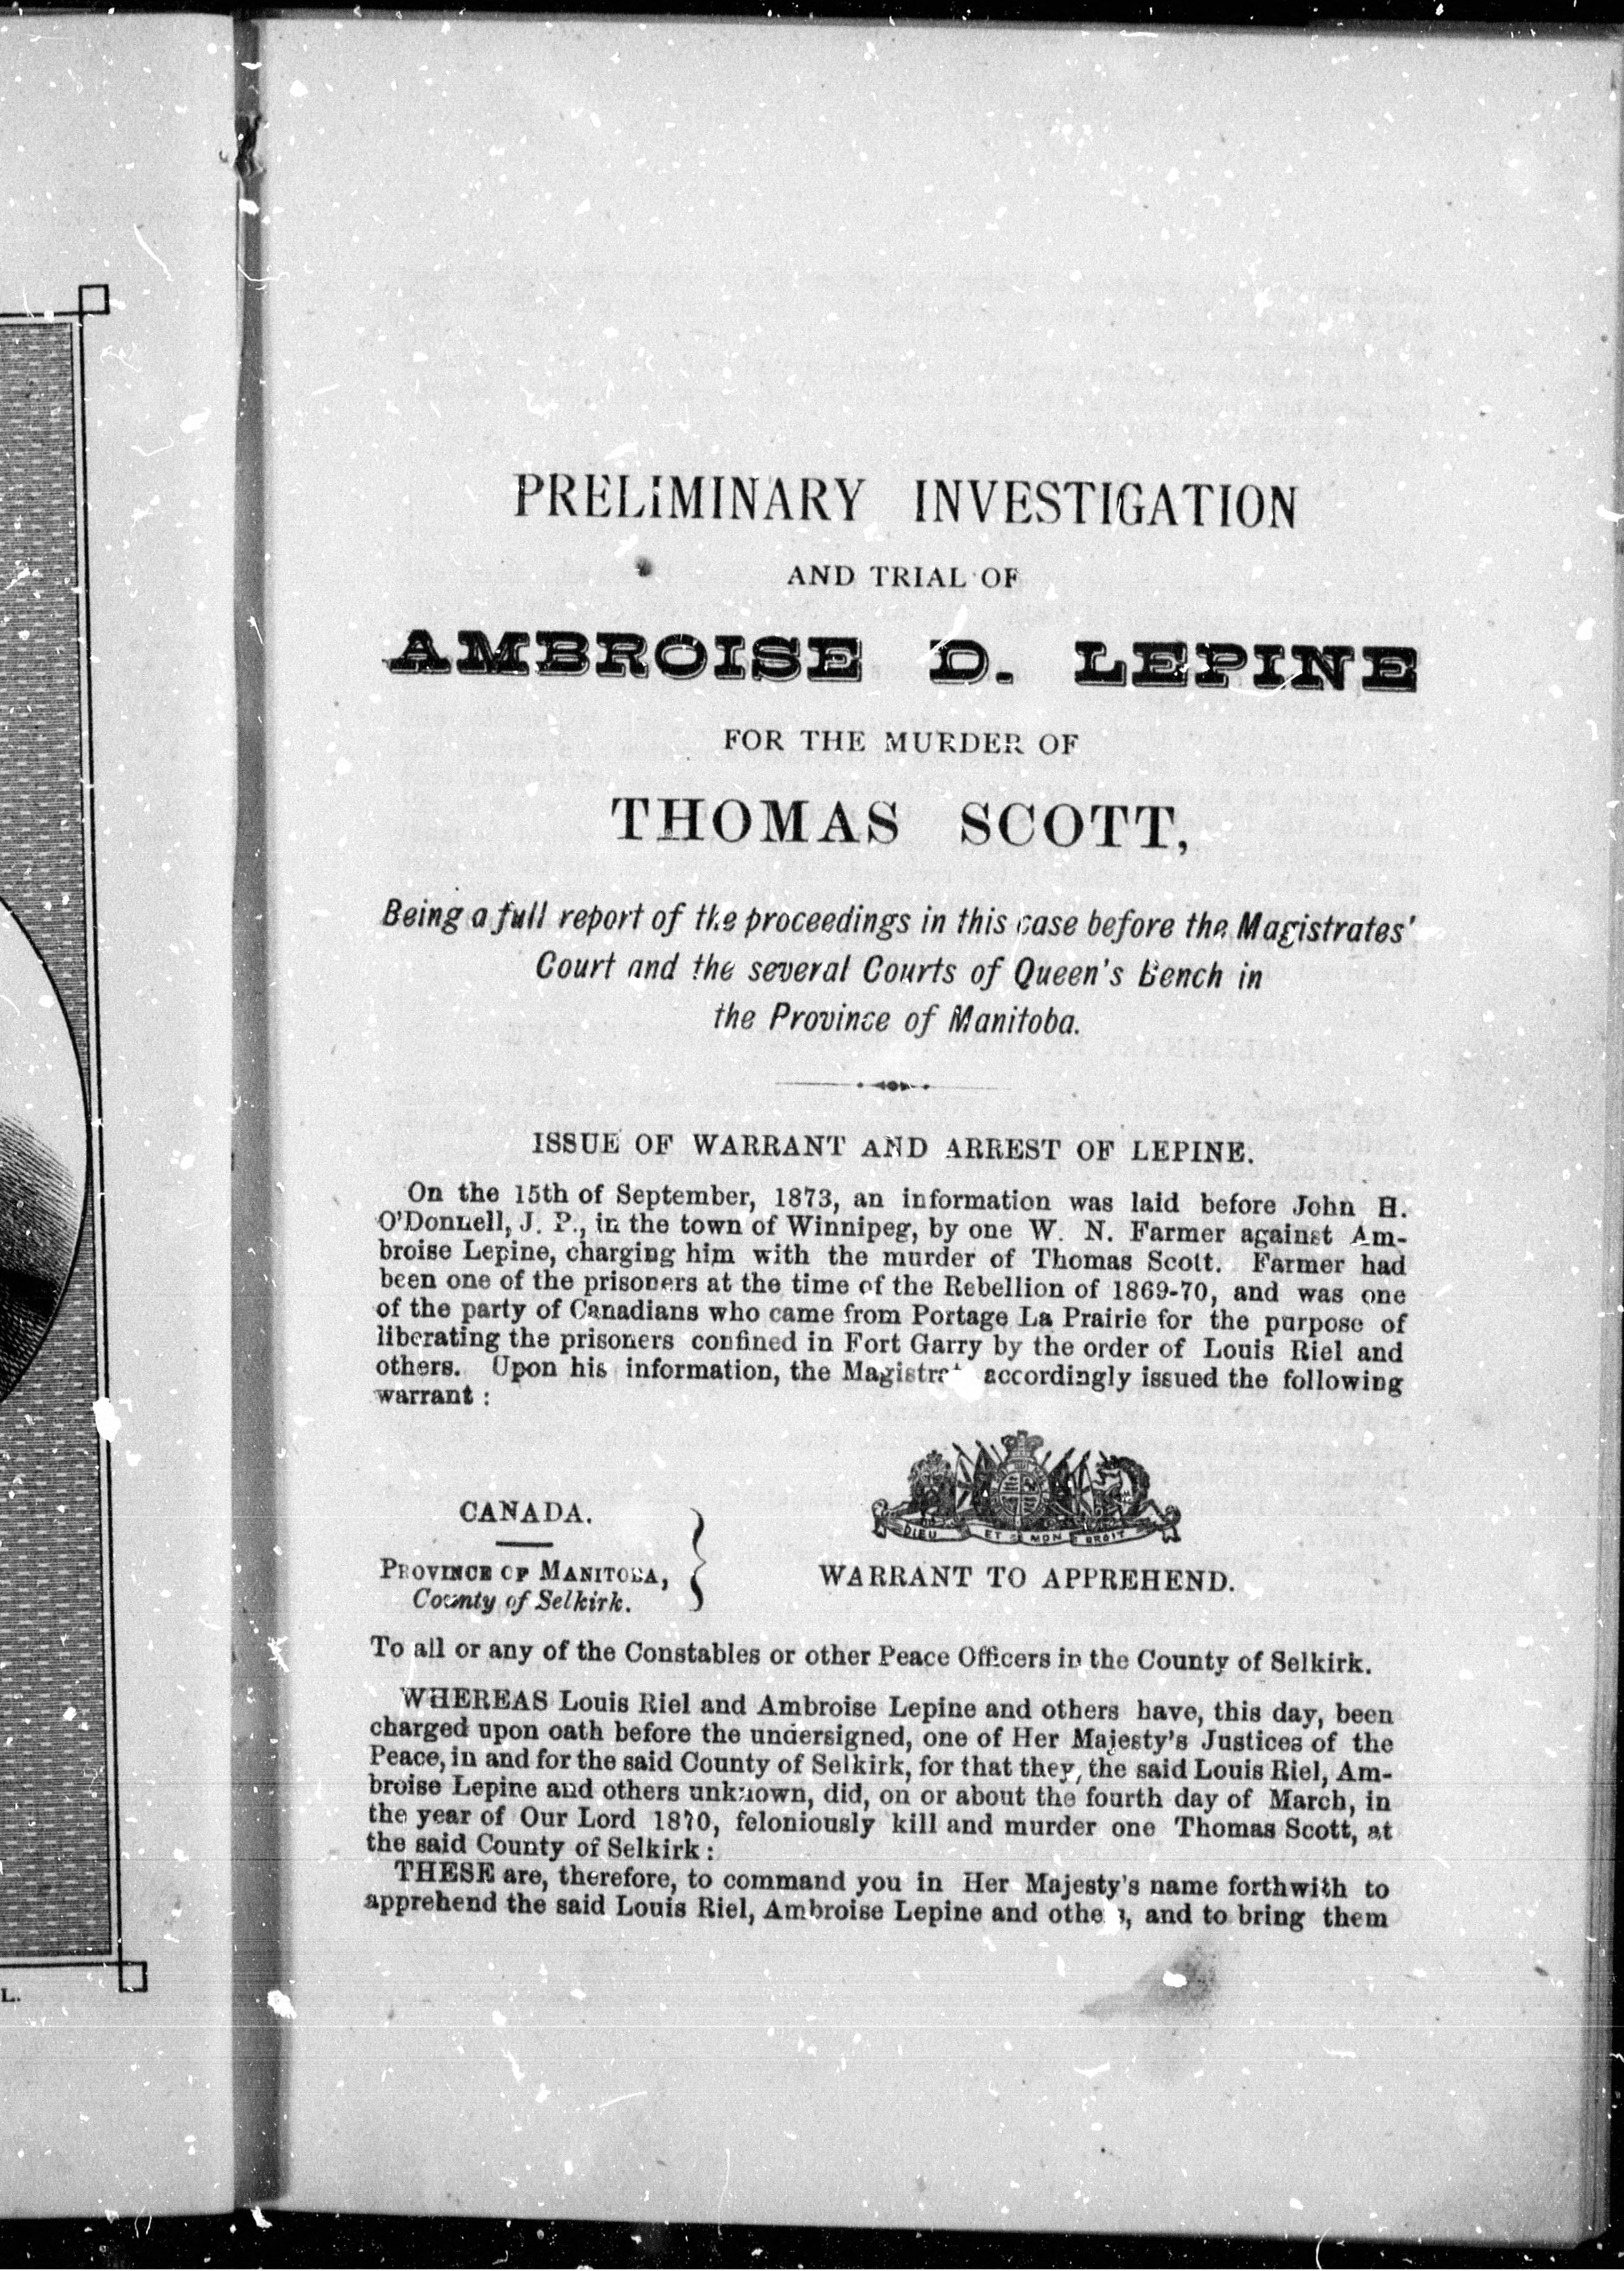 PRELIMINARY INVESTIGATION
AND TRIAL OF
AMBROISE D. LEPINE
FOR THE MURDER OF
THOMAS SCOTT,
Being a full report of the proceedings in this case before the Magistrates'
Court and the several Courts of Queen's Bench in
the Province of Manitoba.
ISSUE OF WARRANT AND ARREST OF LEPINE.
On the 15th of September, 1873, an information was laid before John H.
O'Donnell, J. P., in the town of Winnipeg, by one W. N. Farmer against Am-
broise Lepine, charging him with the murder of Thomas Scott. Farmer had
been one of the prisoners at the time of the Rebellion of 1869-70, and was one
of the party of Canadians who came from Portage La Prairie for the purpose of
liberating the prisoners confined in Fort Garry by the order of Louis Riel and
others. Upon his information, the Magistrat accordingly issued the following
warrant :
CANADA.
PROVINCE OF MANITOBA,
County of Selkirk.
DIEU ET MON DROIT
WARRANT TO APPREHEND.
To all or any of the Constables or other Peace Officers in the County of Selkirk.
WHEREAS Louis Riel and Ambroise Lepine and others have, this day, been
charged upon oath before the undersigned, one of Her Majesty's Justices of the
Peace, in and for the said County of Selkirk, for that they, the said Louis Riel, Am-
broise Lepine and others unknown, did, on or about the fourth day of March, in
the year of Our Lord 1870, feloniously kill and murder one Thomas Scott, at
the said County of Selkirk :
THESE are, therefore, to command you in Her Majesty's name forthwith to
apprehend the said Louis Riel, Ambroise Lepine and others, and to bring them
L.